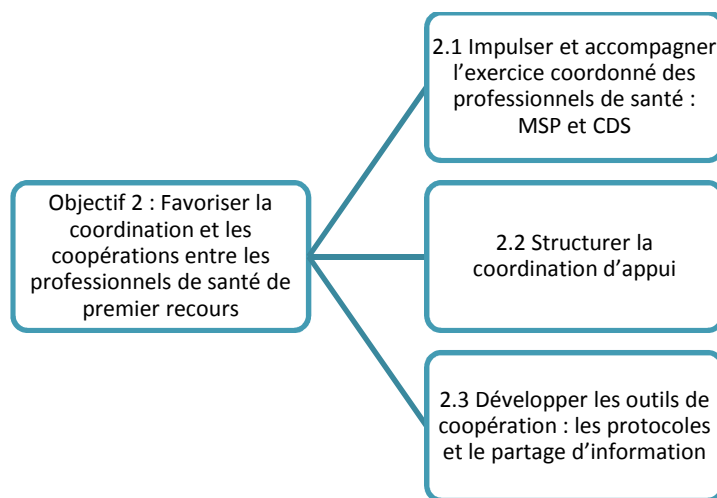 2.1 Impulser et accompagner
l’exercice coordonné des
professionnels de santé :
MSP et CDS
Objectif 2 : Favoriser la
coordination et les
coopérations entre les
professionnels de santé de
premier recours
2.2 Structurer la
coordination d’appui
2.3 Développer les outils de
coopération : les protocoles
et le partage d’information